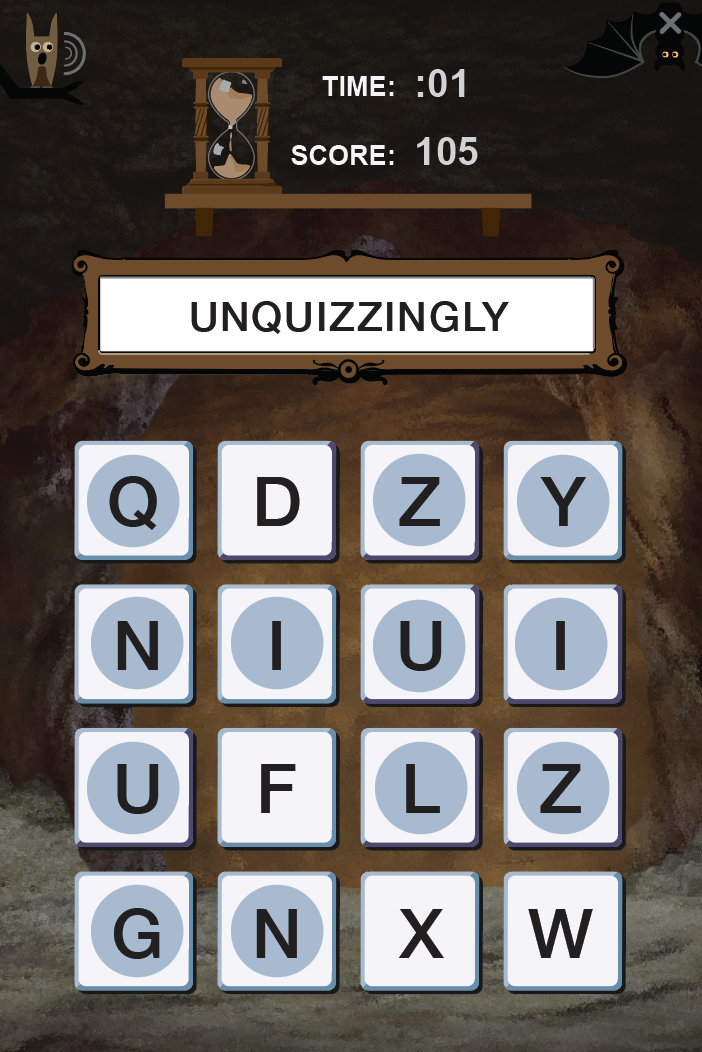 TIME: :01
SCORE: 105
UNQUIZZINGLY
Q D Z Y
N I U I
U F L Z
G N X W